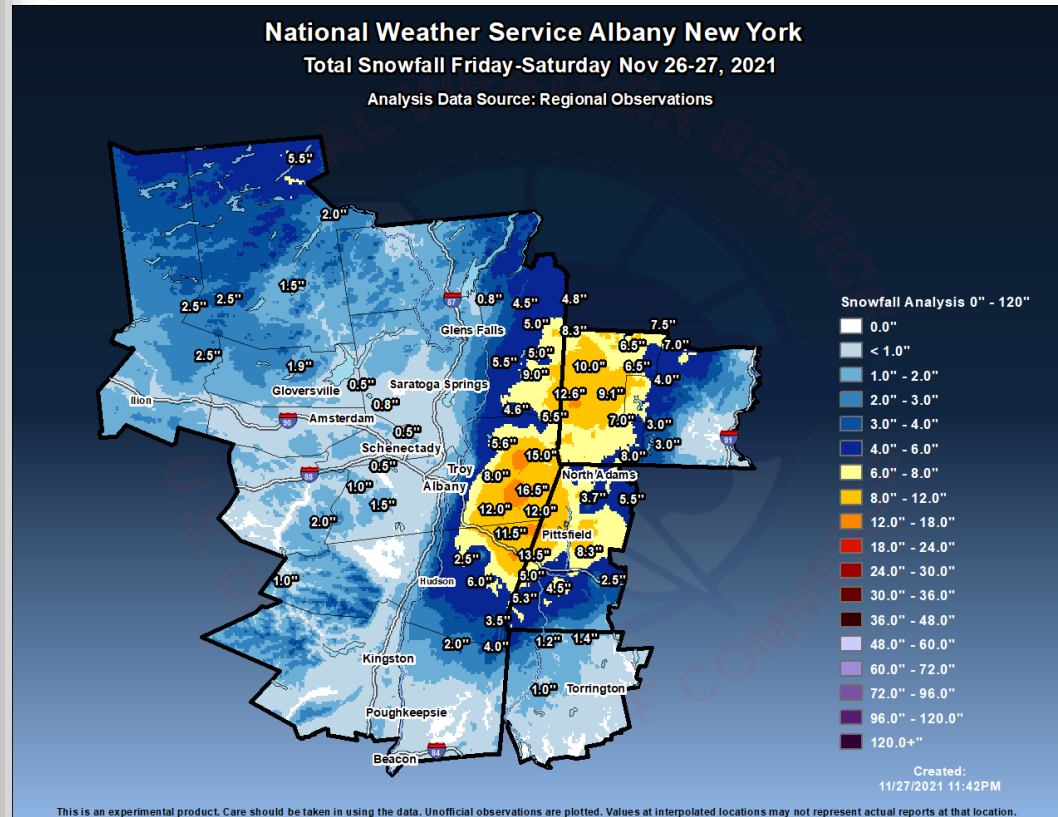 National Weather Service Albany New York
Total Snowfall Friday-Saturday Nov 26-27, 2021
Analysis Data Source: Regional Observations
5.5"
2.0"
1.5"
2.5"
2.5"
87
0.8"
4.5"
4.8"
Glens Falls
5.0"
8.3"
7.5"
6.5"
7.0"
2.5"
1.9"
5.5"
5.0"
9.0"
10.0"
6.5"
4.0"
Gloversville
0.5"
Saratoga Springs
12.6"
9.1"
Ilion
0.8"
4.6"
5.5"
7.0"
3.0"
90
Amsterdam
0.5"
Schenectady
5.6"
3.0"
91
15.0"
8.0"
88
0.5"
Troy
8.0"
North Adams
1.0"
Albany
16.5"
3.7"
5.5"
1.5"
12.0"
12.0"
2.0"
11.5"
Pittsfield
2.5"
13.5"
8.3"
1.0"
Hudson
6.0"
5.0"
4.5"
2.5"
5.3"
3.5"
2.0"
4.0"
1.2"
1.4"
Kingston
1.0"
Torrington
Poughkeepsie
84
Beacon
Snowfall Analysis 0" - 120"
0.0"
< 1.0"
1.0" - 2.0"
2.0" - 3.0"
3.0" - 4.0"
4.0" - 6.0"
6.0" - 8.0"
8.0" - 12.0"
12.0" - 18.0"
18.0" - 24.0"
24.0" - 30.0"
30.0" - 36.0"
36.0" - 48.0"
48.0" - 60.0"
60.0" - 72.0"
72.0" - 96.0"
96.0" - 120.0"
120.0+"
Created:
11/27/2021 11:42PM
This is an experimental product. Care should be taken in using the data. Unofficial observations are plotted. Values at interpolated locations may not represent actual reports at that location.